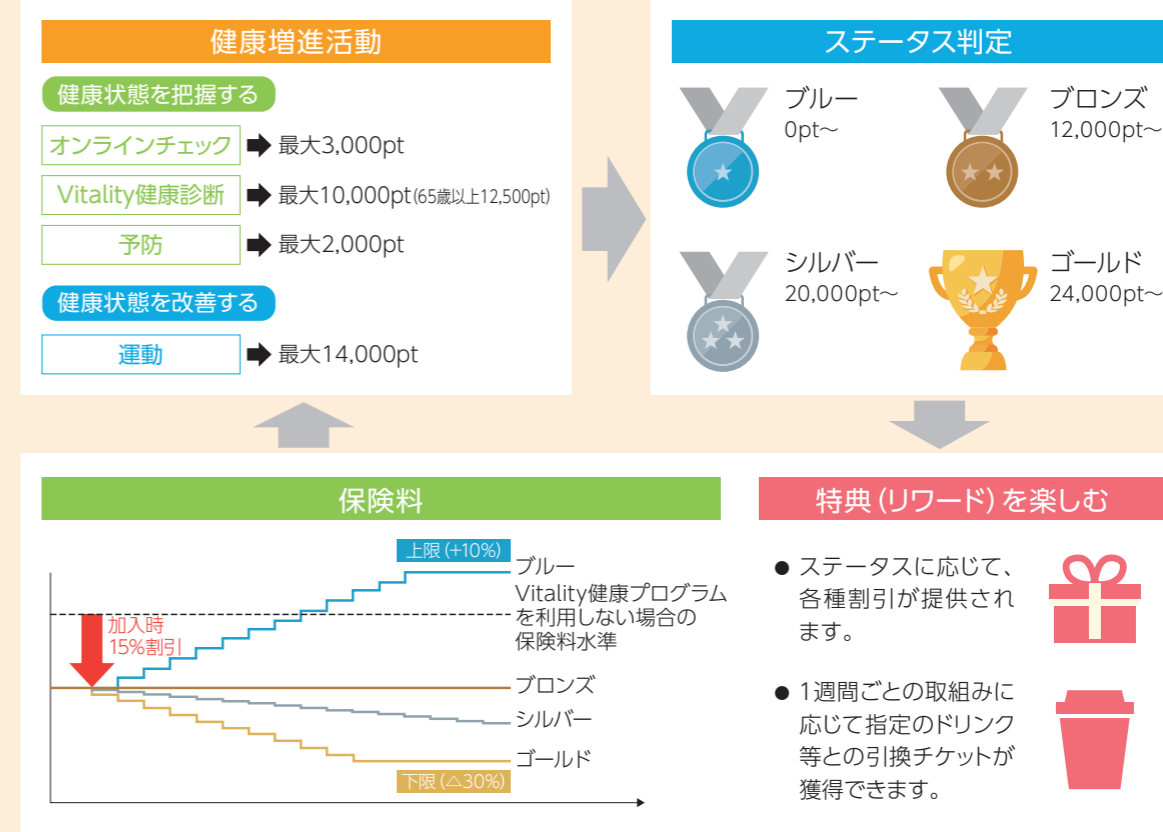 健康増進活動
健康状態を把握する
オンラインチェック ➡ 最大3,000pt
Vitality健康診断 ➡ 最大10,000pt(65歳以上12,500pt)
予防 ➡ 最大2,000pt
健康状態を改善する
運動 ➡ 最大14,000pt
ステータス判定
ブルー
0pt〜
ブロンズ
12,000pt〜
シルバー
20,000pt〜
ゴールド
24,000pt〜
保険料
上限(+10%)
ブルー
Vitality健康プログラム
を利用しない場合の
保険料水準
加入時
15%割引
ブロンズ
シルバー
ゴールド
下限(△30%)
特典(リワード)を楽しむ
● ステータスに応じて、
各種割引が提供され
ます。
● 1週間ごとの取組みに
応じて指定のドリンク
等との引換チケットが
獲得できます。